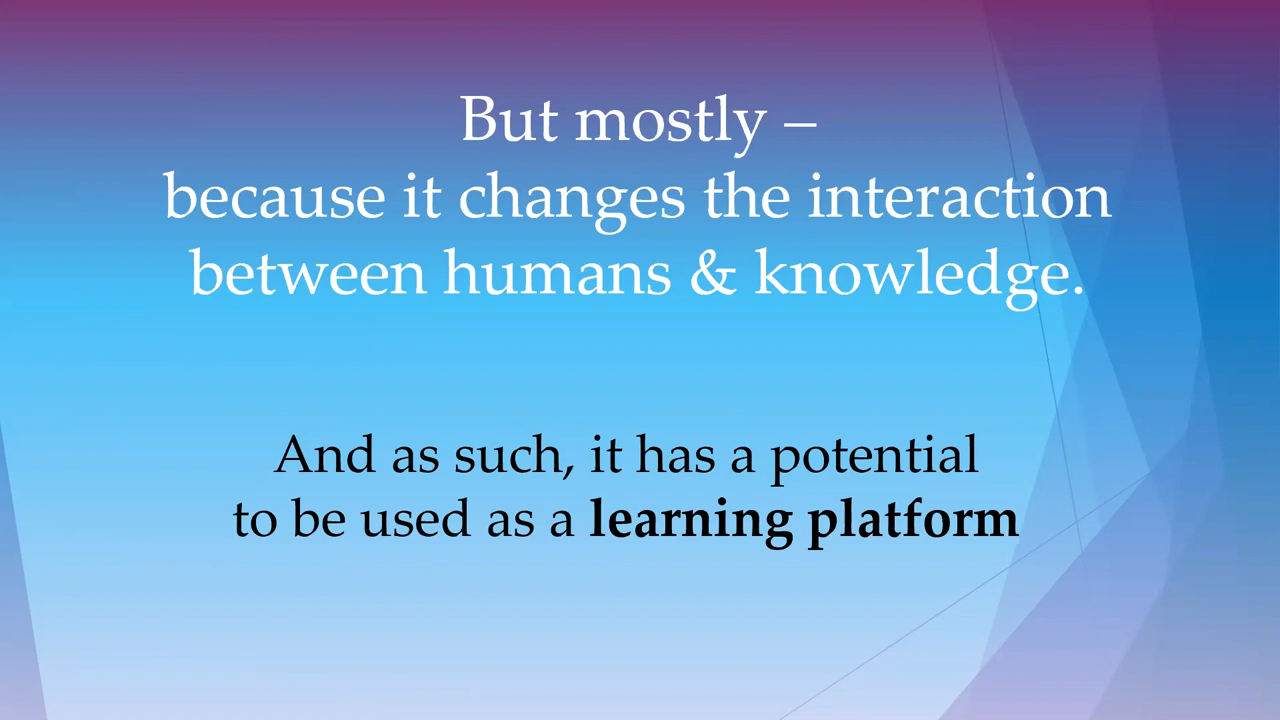 But mostly –
because it changes the interaction
between humans & knowledge.
And as such, it has a potential
to be used as a learning platform